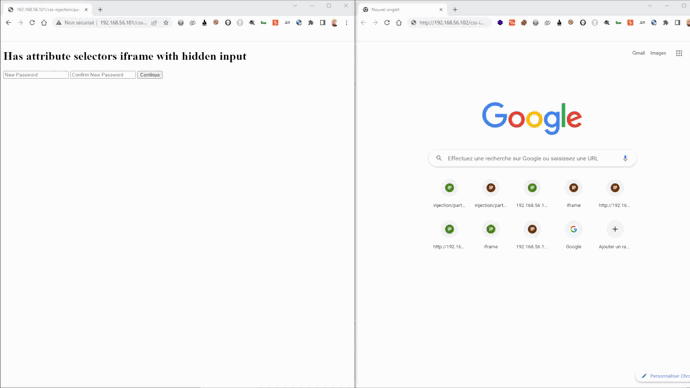 192.168.56.101/css-injection/pa
Non sécurisé | 192.168.56.101/css-
Has attribute selectors iframe with hidden input
New Password
Confirm New Password
Continue
Nouvel onglet
http://192.168.56.102/css-i
Gmail
Images
Google
Effectuez une recherche sur Google ou saisissez une URL
injection/part...
injection/part...
192.168.56.1...
iframe
http://192.16...
http://192.16...
iframe
192.168.56.1...
Google
Ajouter un ra...
Personnaliser Chro